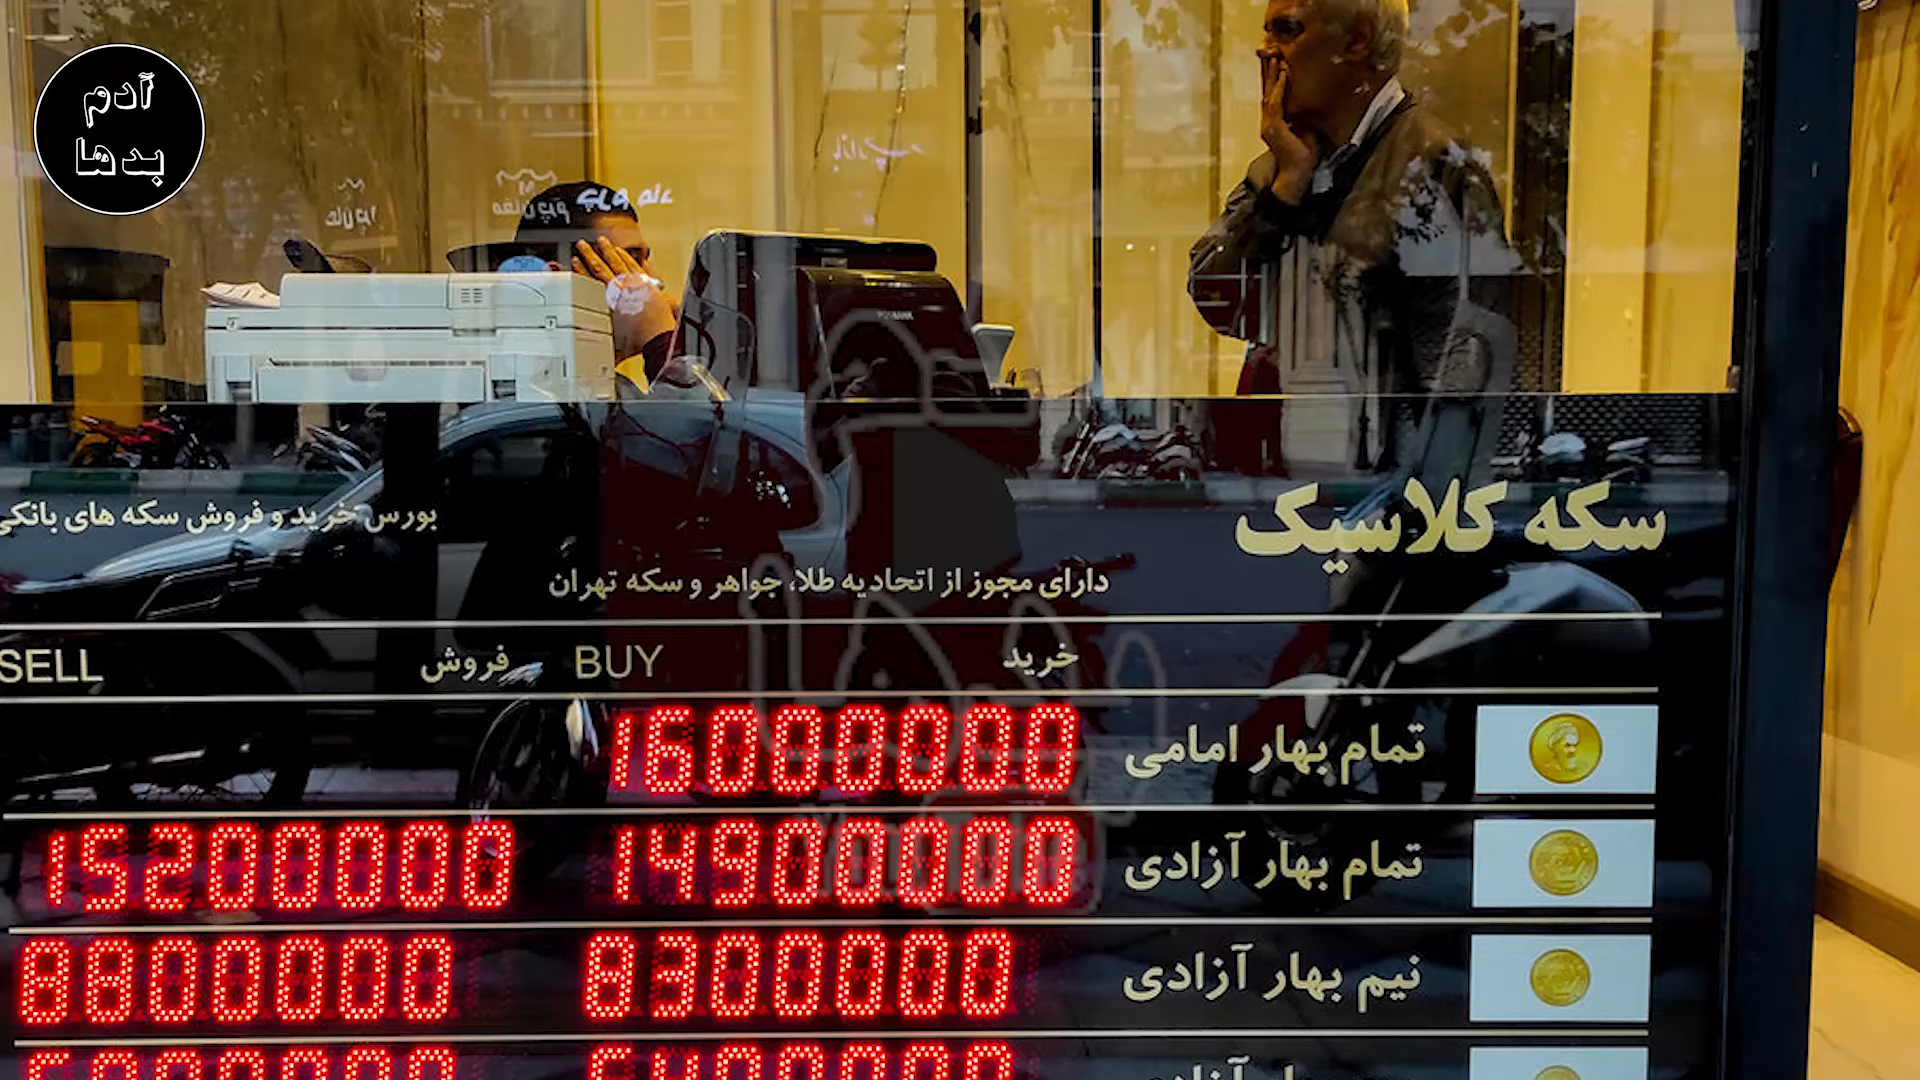 آدم
بدها
سکه کلاسیک
بورس خرید و فروش سکه های بانکی
دارای مجوز از اتحادیه طلا، جواهر و سکه تهران
خرید BUY فروش SELL
تمام بهار امامی 16000000
تمام بهار آزادی 14900000 15200000
نیم بهار آزادی 8300000 8800000